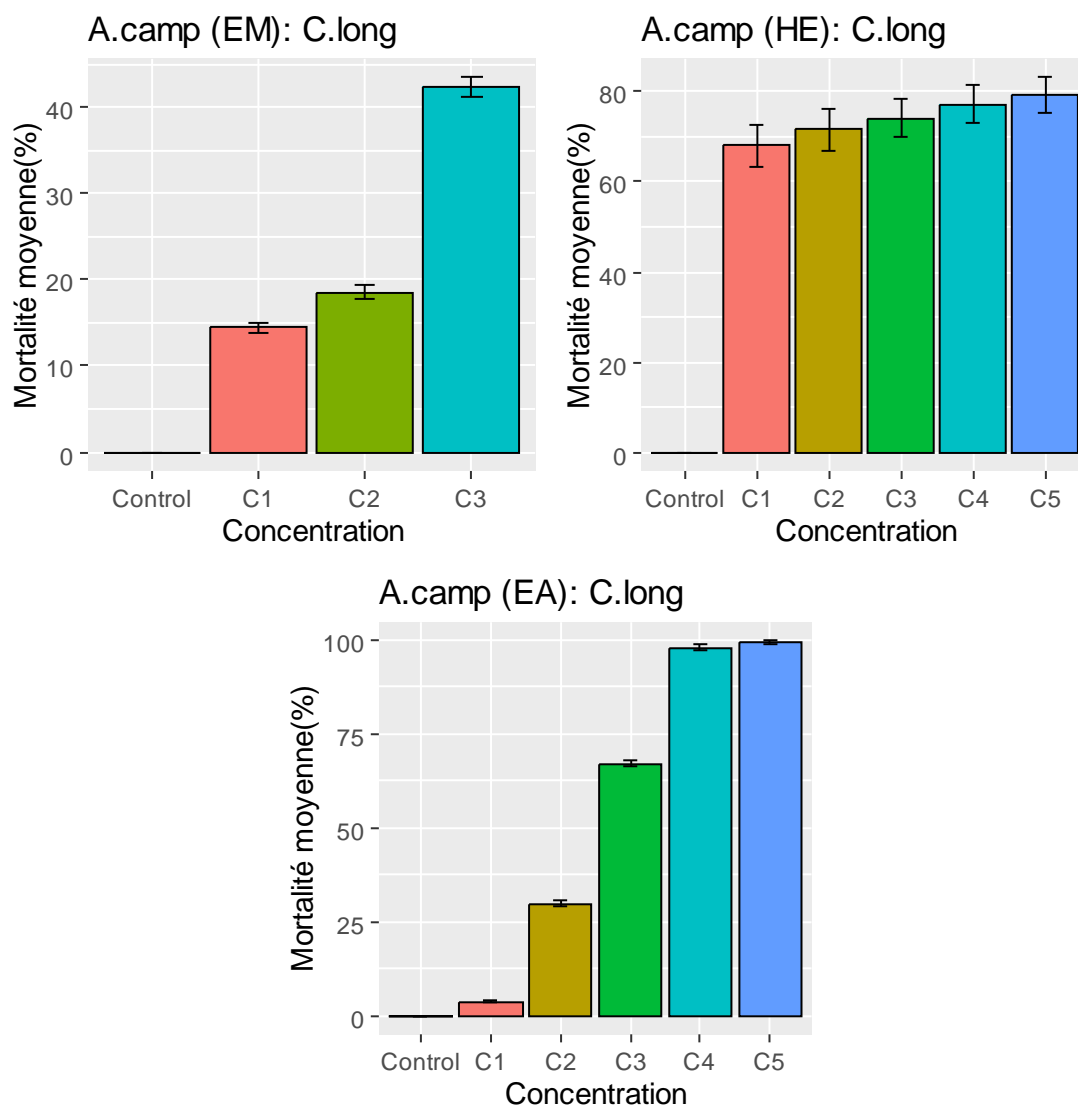 A.camp (EM): C.long
Mortalité moyenne(%)
40
30
20
10
0
Control C1 C2 C3
Concentration
A.camp (HE): C.long
Mortalité moyenne(%)
80
60
40
20
0
Control C1 C2 C3 C4 C5
Concentration
A.camp (EA): C.long
Mortalité moyenne(%)
100
75
50
25
0
Control C1 C2 C3 C4 C5
Concentration